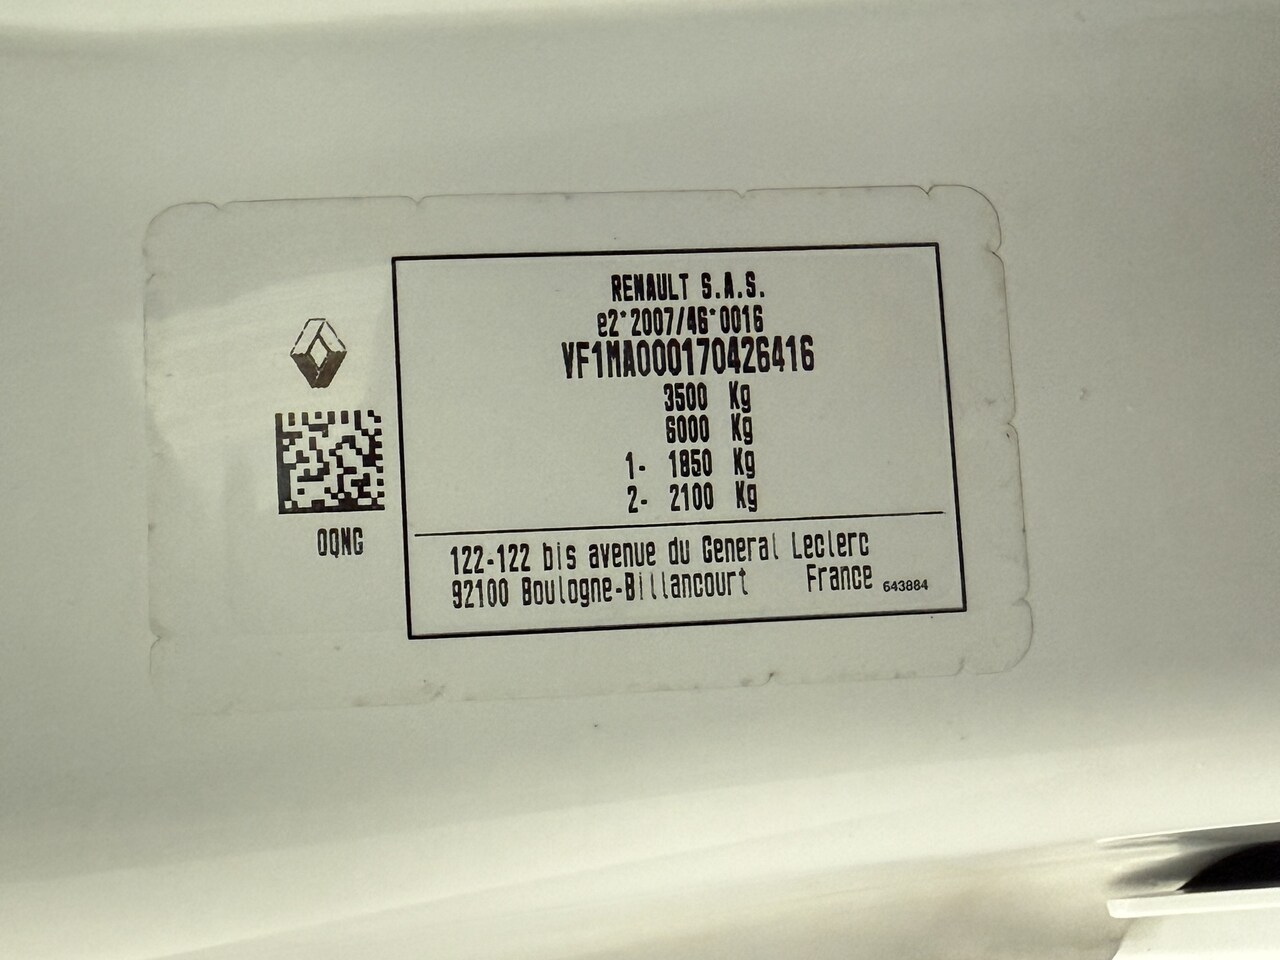 RENAULT S.A.S.
e2*2007/46*0016
VF1MA000170426416
3500 Kg
6000 Kg
1- 1850 Kg
2- 2100 Kg
OQNG
122-122 bis avenue du General Leclerc
92100 Boulogne-Billancourt France 643884